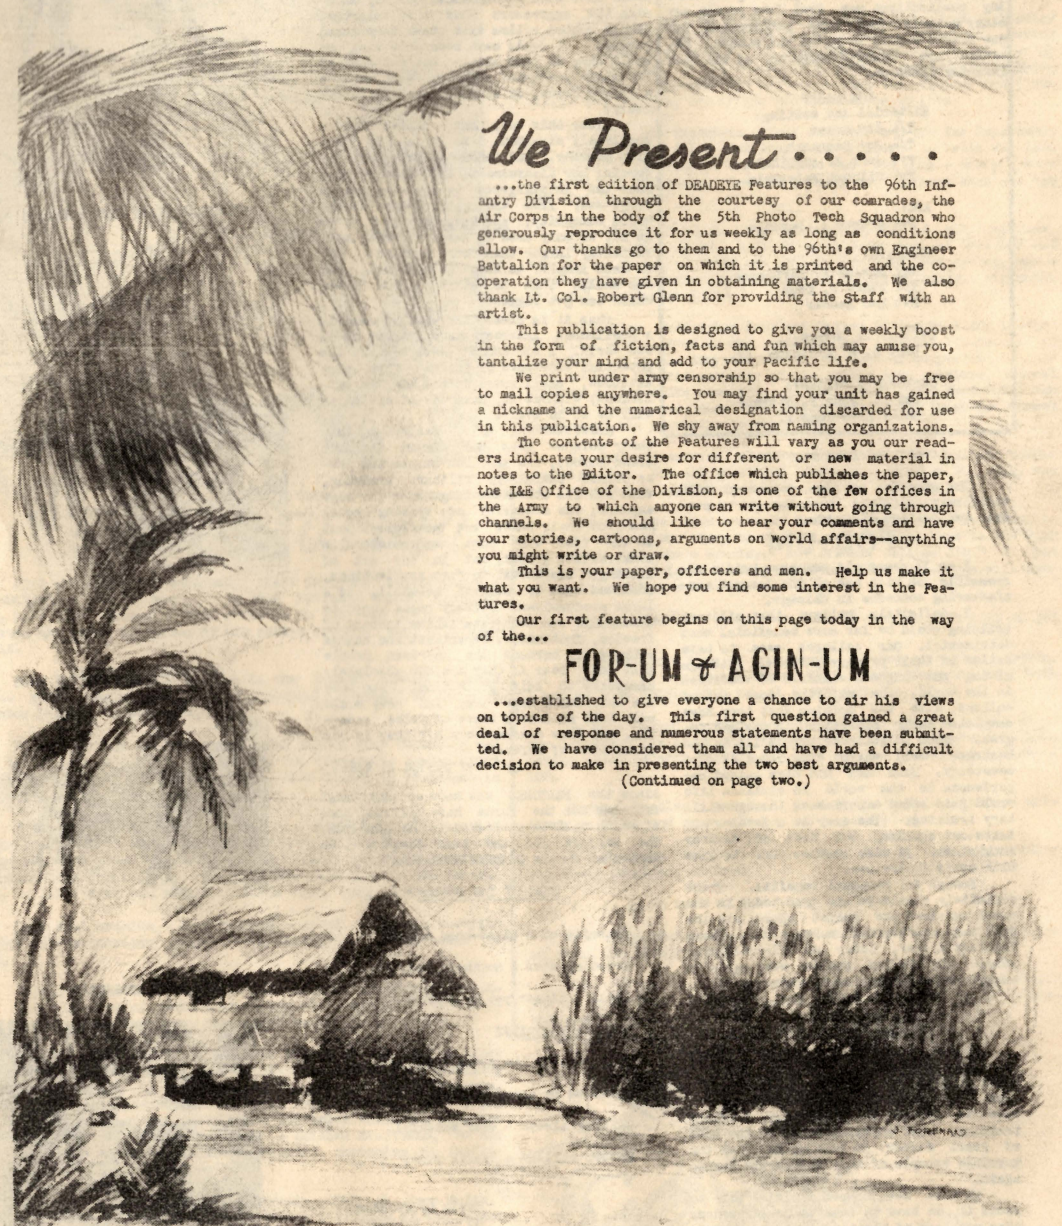 We Present.....
...the first edition of DEADEYE Features to the 96th Inf-
antry Division through the courtesy of our comrades, the
Air Corps in the body of the 5th Photo Tech Squadron who
generously reproduce it for us weekly as long as conditions
allow. Our thanks go to them and to the 96th's own Engineer
Battalion for the paper on which it is printed and the co-
operation they have given in obtaining materials. We also
thank Lt. Col. Robert Glenn for providing the Staff with an
artist.
This publication is designed to give you a weekly boost
in the form of fiction, facts and fun which may amuse you,
tantalize your mind and add to your Pacific life.
We print under army censorship so that you may be free
to mail copies anywhere. You may find your unit has gained
a nickname and the numerical designation discarded for use
in this publication. We shy away from naming organizations.
The contents of the Features will vary as you our read-
ers indicate your desire for different or new material in
notes to the Editor. The office which publishes the paper,
the I&E Office of the Division, is one of the few offices in
the Army to which anyone can write without going through
channels. We should like to hear your comments and have
your stories, cartoons, arguments on world affairs--anything
you might write or draw.
This is your paper, officers and men. Help us make it
what you want. We hope you find some interest in the Fea-
tures.
Our first feature begins on this page today in the way
of the...
FOR-UM & AGIN-UM
...established to give everyone a chance to air his views
on topics of the day. This first question gained a great
deal of response and numerous statements have been submit-
ted. We have considered them all and have had a difficult
decision to make in presenting the two best arguments.
(Continued on page two.)
J. FOREMAN